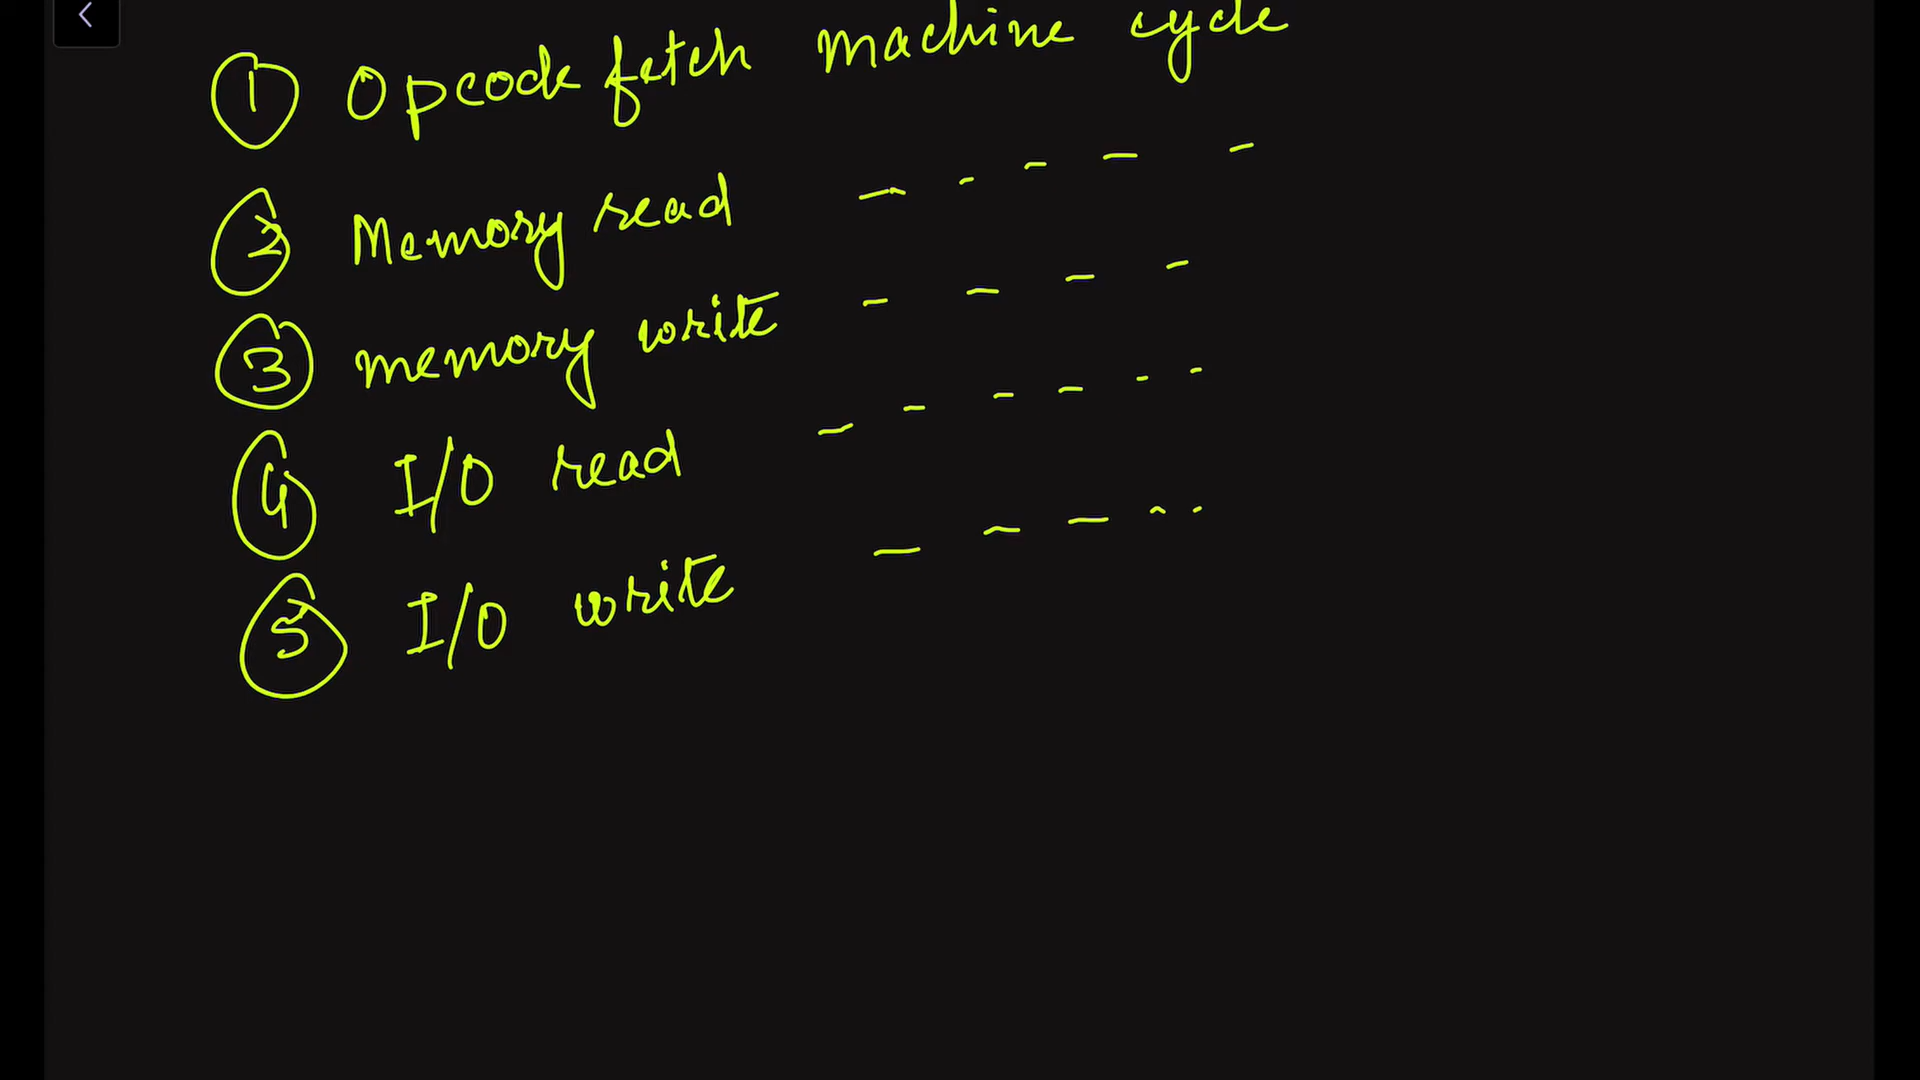 ① Opcode fetch machine cycle
② Memory read - - - - -
③ memory write - - - -
④ I/O read - - - - - -
⑤ I/O write - - - - -